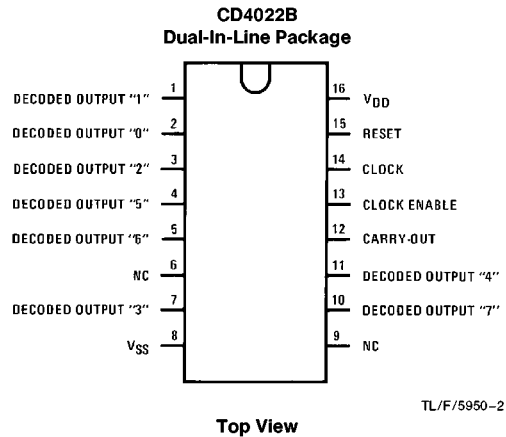 CD4022B
Dual-In-Line Package
DECODED OUTPUT "1" 1 16 VDD
DECODED OUTPUT "0" 2 15 RESET
DECODED OUTPUT "2" 3 14 CLOCK
DECODED OUTPUT "5" 4 13 CLOCK ENABLE
DECODED OUTPUT "6" 5 12 CARRY-OUT
NC 6 11 DECODED OUTPUT "4"
DECODED OUTPUT "3" 7 10 DECODED OUTPUT "7"
VSS 8 9 NC
TL/F/5950-2
Top View